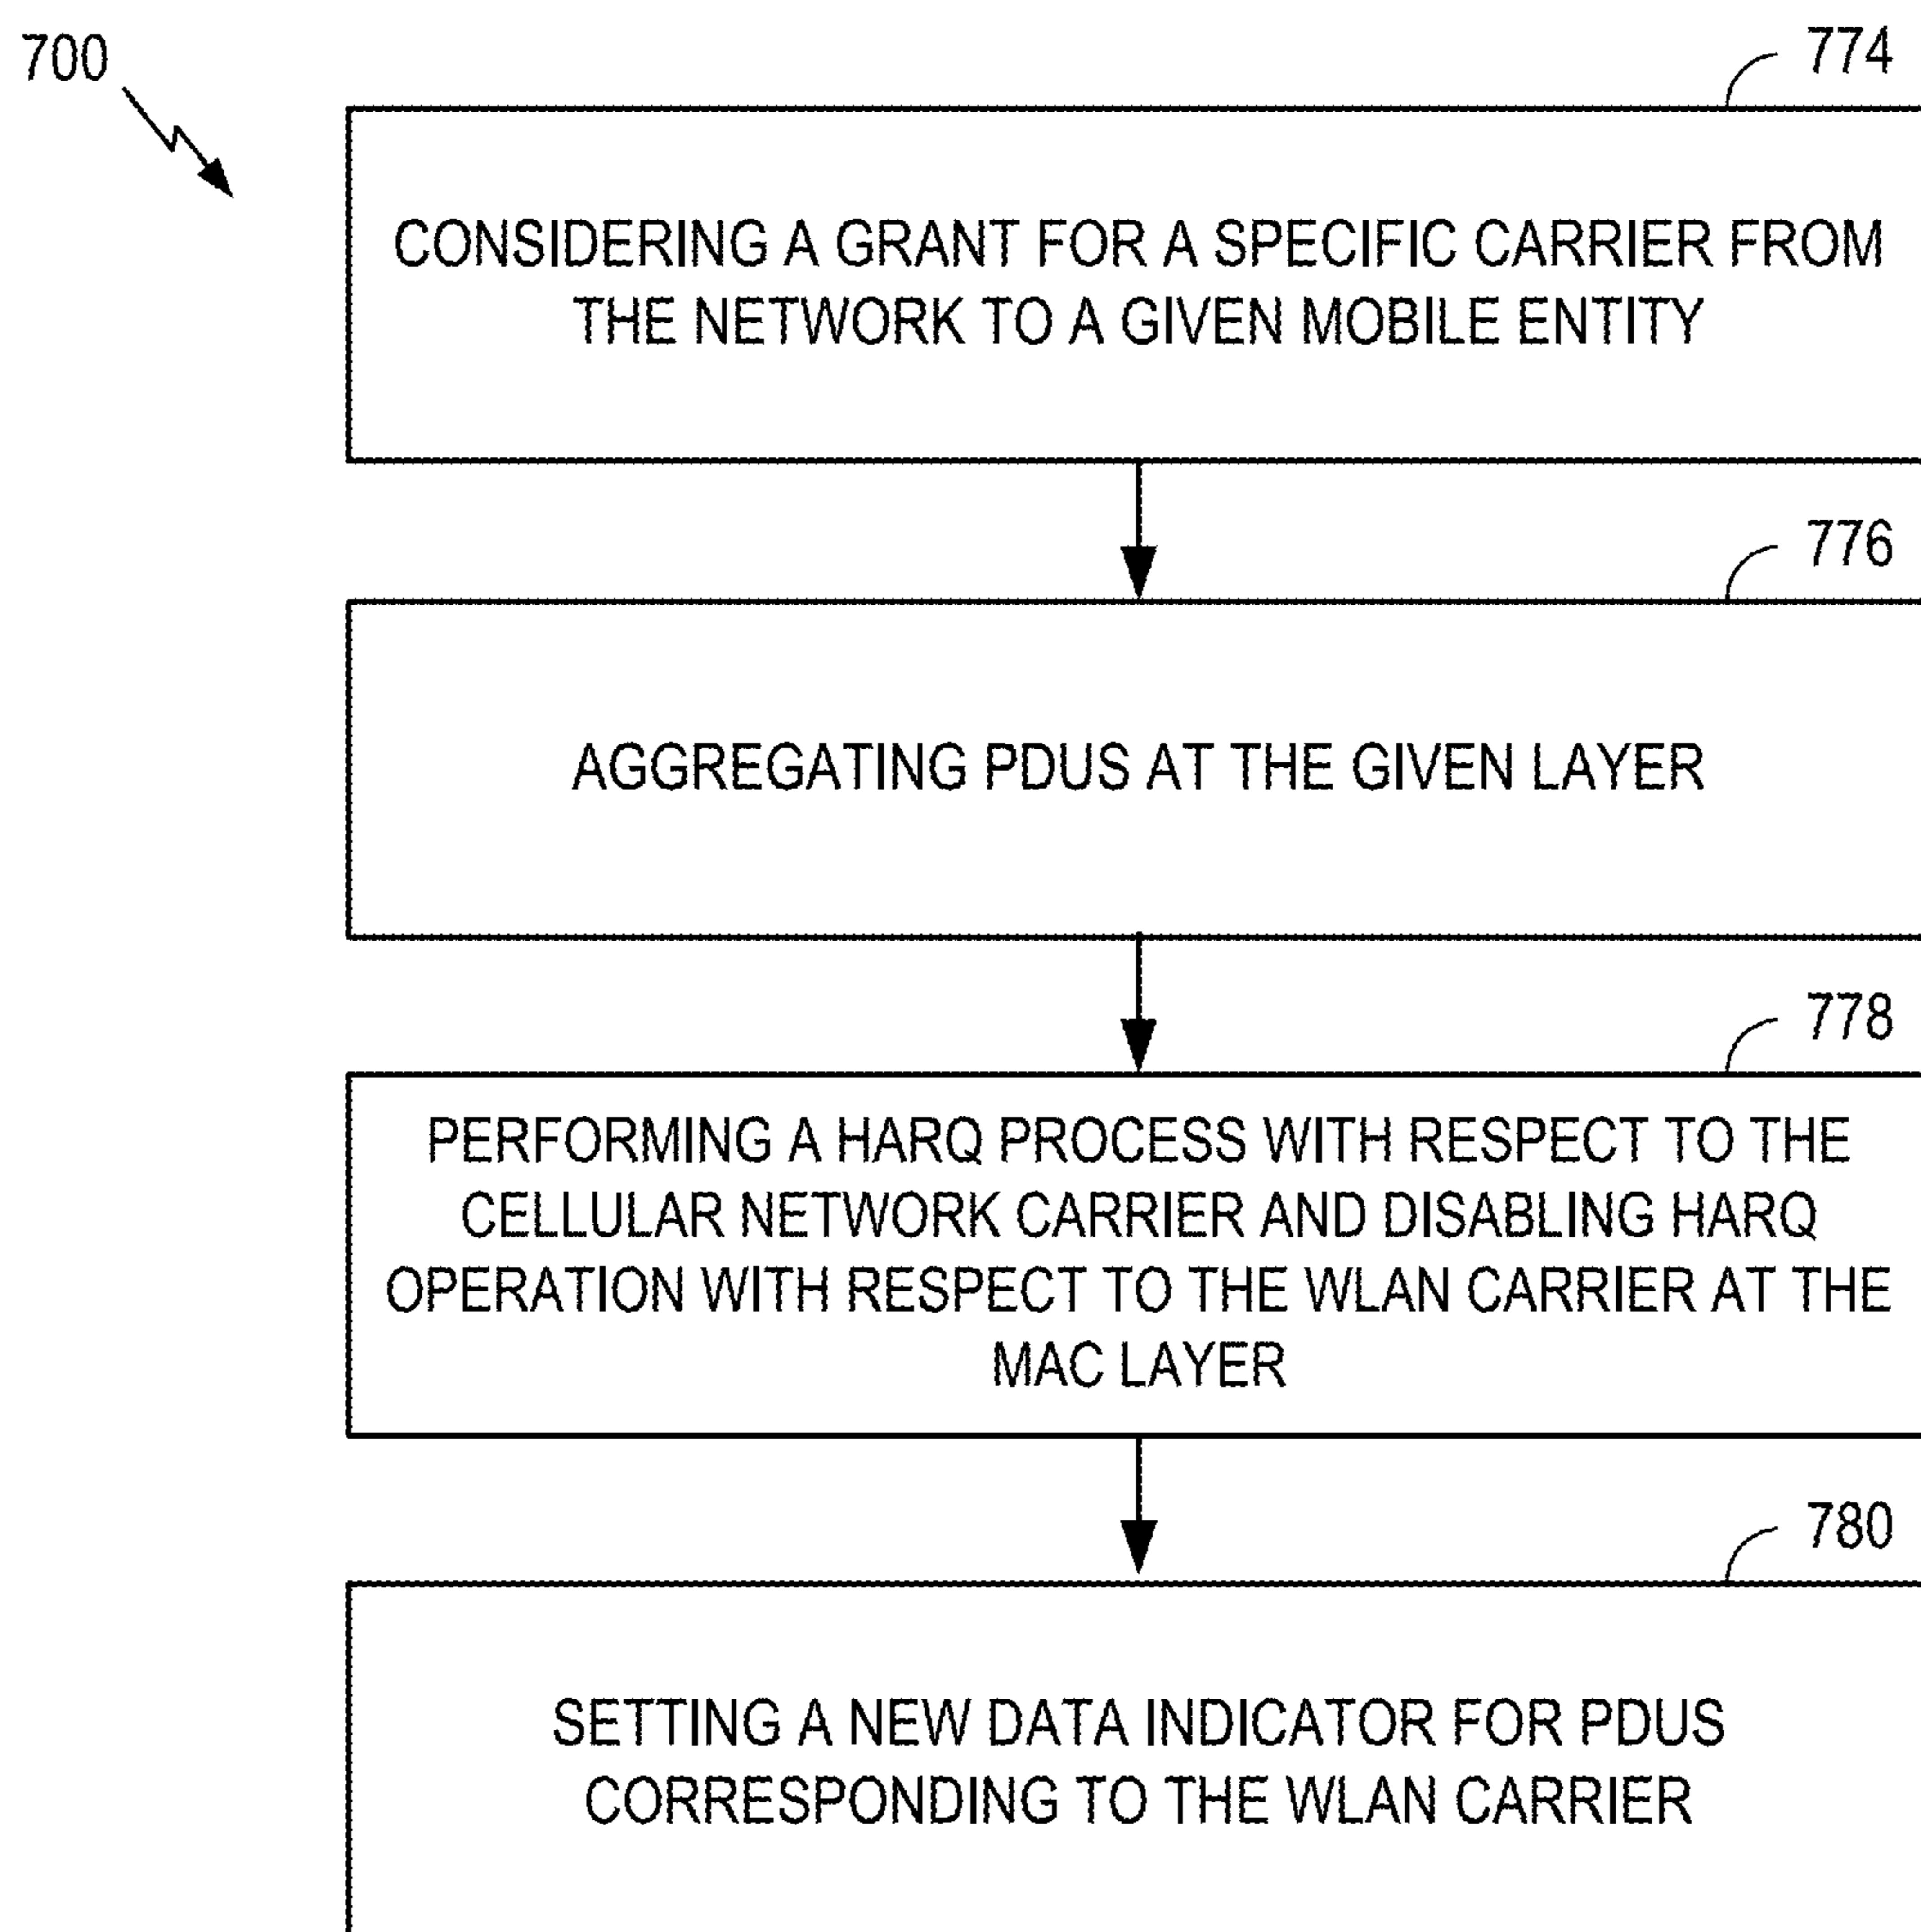 700
774
CONSIDERING A GRANT FOR A SPECIFIC CARRIER FROM
THE NETWORK TO A GIVEN MOBILE ENTITY
776
AGGREGATING PDUS AT THE GIVEN LAYER
778
PERFORMING A HARQ PROCESS WITH RESPECT TO THE
CELLULAR NETWORK CARRIER AND DISABLING HARQ
OPERATION WITH RESPECT TO THE WLAN CARRIER AT THE
MAC LAYER
780
SETTING A NEW DATA INDICATOR FOR PDUS
CORRESPONDING TO THE WLAN CARRIER